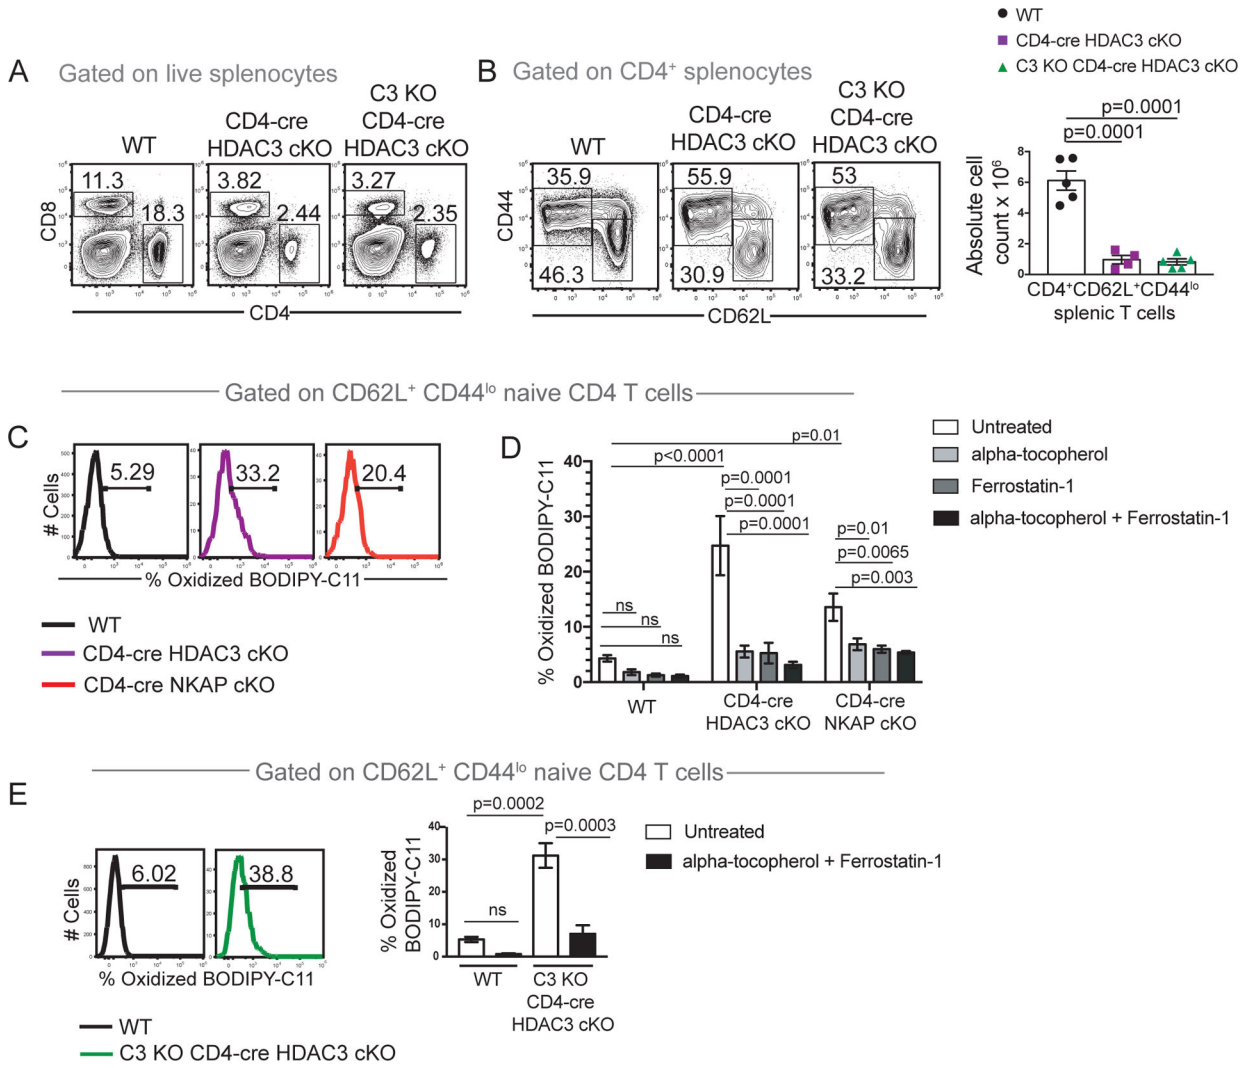 WT
CD4-cre HDAC3 cKO
C3 KO CD4-cre HDAC3 cKO
A
Gated on live splenocytes
WT
CD4-cre
HDAC3 cKO
C3 KO
CD4-cre
HDAC3 cKO
CD8
11.3
18.3
3.82
2.44
3.27
2.35
CD4
B
Gated on CD4+ splenocytes
WT
CD4-cre
HDAC3 cKO
C3 KO
CD4-cre
HDAC3 cKO
CD44
35.9
46.3
55.9
30.9
53
33.2
CD62L
p=0.0001
p=0.0001
Absolute cell
count x 10⁶
8
6
4
2
0
CD4⁺CD62L⁺CD44ˡᵒ
splenic T cells
Gated on CD62L⁺ CD44ˡᵒ naive CD4 T cells
C
# Cells
5.29
33.2
20.4
% Oxidized BODIPY-C11
WT
CD4-cre HDAC3 cKO
CD4-cre NKAP cKO
D
Untreated
alpha-tocopherol
Ferrostatin-1
alpha-tocopherol + Ferrostatin-1
% Oxidized BODIPY-C11
40
30
20
10
0
p=0.01
p<0.0001
p=0.0001
p=0.0001
p=0.0001
p=0.01
p=0.0065
p=0.003
ns
ns
ns
WT
CD4-cre
HDAC3 cKO
CD4-cre
NKAP cKO
Gated on CD62L⁺ CD44ˡᵒ naive CD4 T cells
E
# Cells
6.02
38.8
% Oxidized BODIPY-C11
WT
C3 KO CD4-cre HDAC3 cKO
% Oxidized
BODIPY-C11
40
30
20
10
0
p=0.0002
p=0.0003
ns
WT
C3 KO
CD4-cre
HDAC3 cKO
Untreated
alpha-tocopherol + Ferrostatin-1